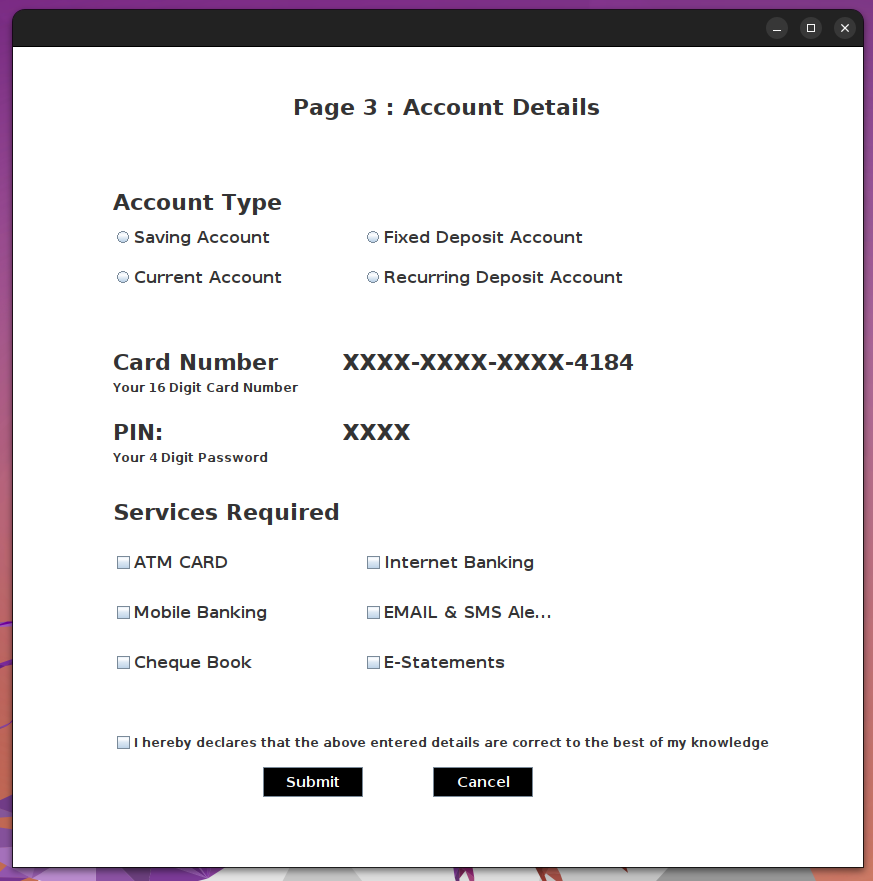 Page 3 : Account Details
Account Type
Saving Account
Fixed Deposit Account
Current Account
Recurring Deposit Account
Card Number
XXXX-XXXX-XXXX-4184
Your 16 Digit Card Number
PIN:
XXXX
Your 4 Digit Password
Services Required
ATM CARD
Internet Banking
Mobile Banking
EMAIL & SMS Ale...
Cheque Book
E-Statements
I hereby declares that the above entered details are correct to the best of my knowledge
Submit
Cancel